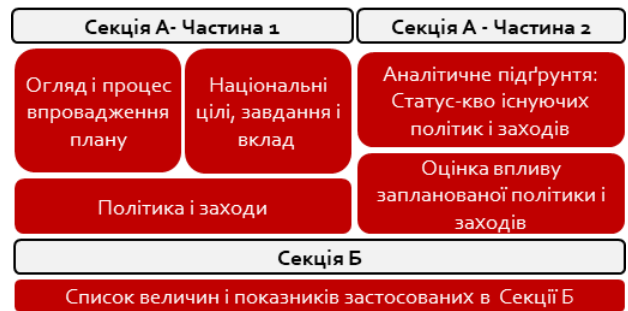 Секція А- Частина 1
Огляд і процес
впровадження
плану
Національні
цілі, завдання і
вклад
Політика і заходи
Секція А - Частина 2
Аналітичне підґрунтя:
Статус-кво існуючих
політик і заходів
Оцінка впливу
запланованої політики і
заходів
Секція Б
Список величин і показників застосованих в Секції Б